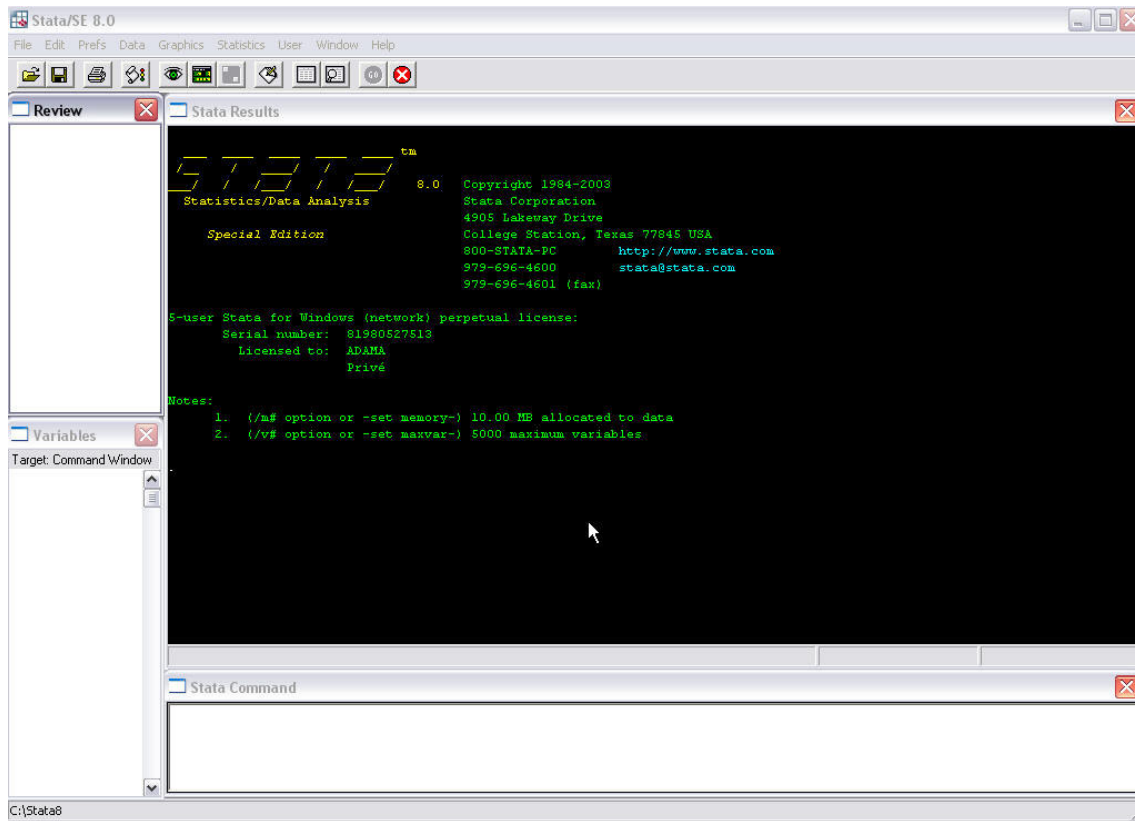 Stata/SE 8.0
File Edit Prefs Data Graphics Statistics User Window Help
GO
Review
Stata Results
STATA tm
8.0 Copyright 1984-2003
Statistics/Data Analysis Stata Corporation
4905 Lakeway Drive
Special Edition College Station, Texas 77845 USA
800-STATA-PC http://www.stata.com
979-696-4600 stata@stata.com
979-696-4601 (fax)
5-user Stata for Windows (network) perpetual license:
Serial number: 81980527513
Licensed to: ADAMA
Privé
Notes:
1. (/m# option or -set memory-) 10.00 MB allocated to data
2. (/v# option or -set maxvar-) 5000 maximum variables
.
Variables
Target: Command Window
Stata Command
C:\Stata8